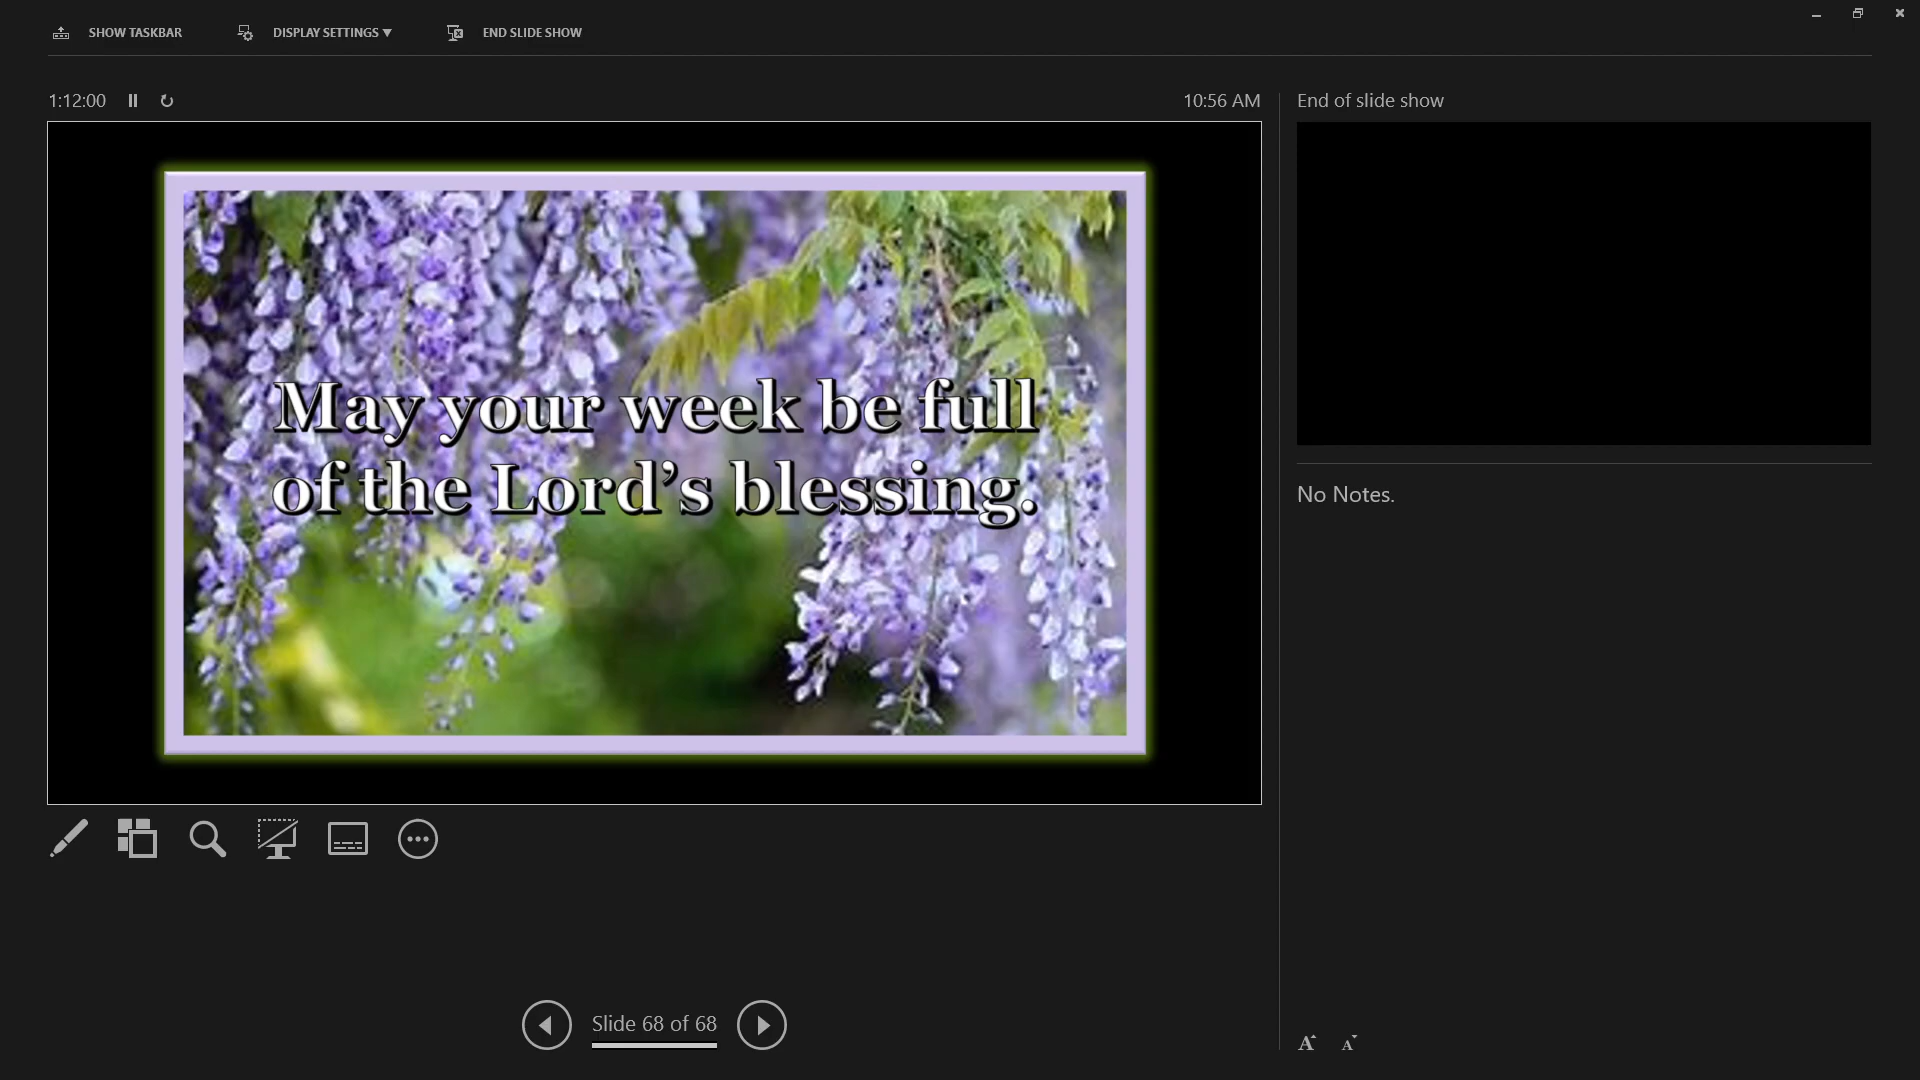 SHOW TASKBAR
DISPLAY SETTINGS ▼
END SLIDE SHOW
1:12:00
10:56 AM
End of slide show
May your week be full
of the Lord’s blessing.
No Notes.
Slide 68 of 68
A A